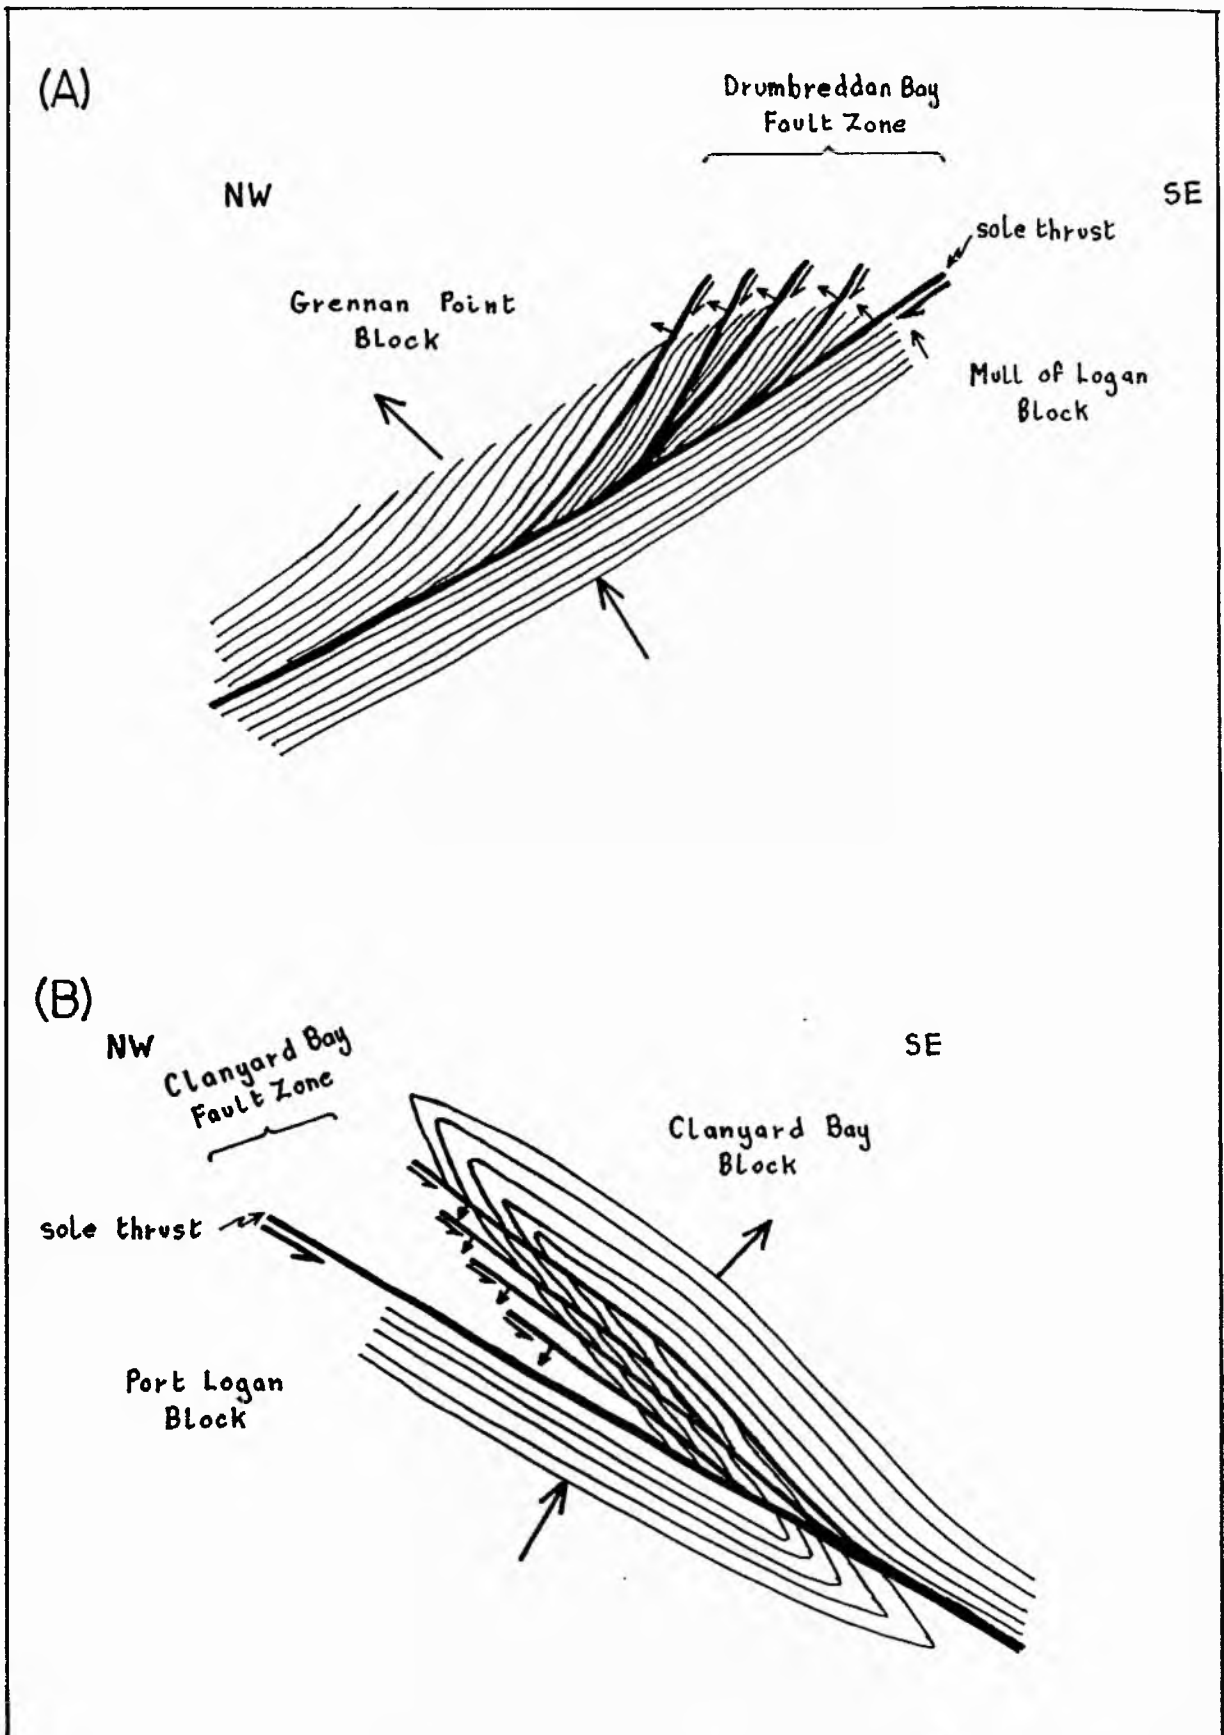 (A)
Drumbreddan Bay
Fault Zone
NW
SE
sole thrust
Grennan Point
Block
Mull of Logan
Block
(B)
NW
SE
Clanyard Bay
Fault Zone
Clanyard Bay
Block
sole thrust
Port Logan
Block